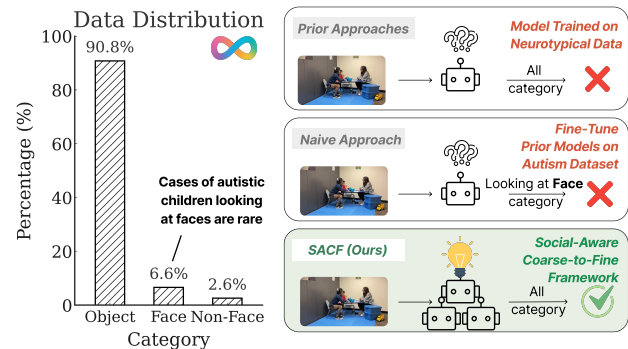 Data Distribution
100
80
60
40
20
0
Percentage (%)
90.8%
6.6%
2.6%
Cases of autistic
children looking
at faces are rare
Object
Face
Non-Face
Category
Prior Approaches
???
Model Trained on
Neurotypical Data
All
category
Naive Approach
???
Fine-Tune
Prior Models on
Autism Dataset
Looking at Face
category
SACF (Ours)
Social-Aware
Coarse-to-Fine
Framework
All
category